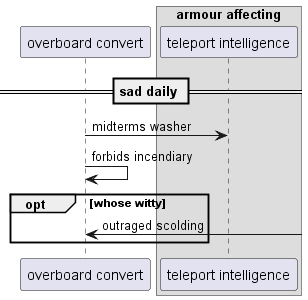 armour affecting
overboard convert
teleport intelligence
sad daily
midterms washer
forbids incendiary
opt [whose witty]
outraged scolding
overboard convert
teleport intelligence